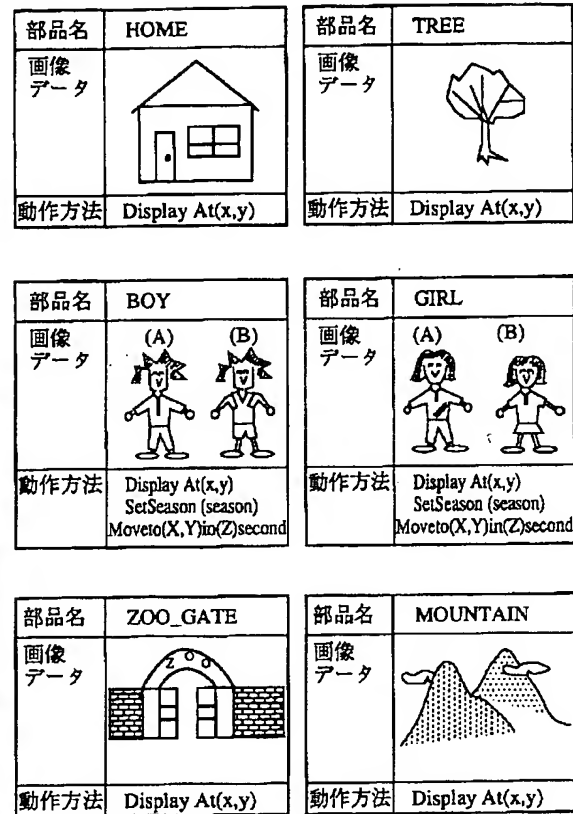 部品名 HOME
画像
データ
動作方法 Display At(x,y)
部品名 TREE
画像
データ
動作方法 Display At(x,y)
部品名 BOY
画像
データ
(A) (B)
動作方法 Display At(x,y)
SetSeason (season)
Moveto(X,Y)in(Z)second
部品名 GIRL
画像
データ
(A) (B)
動作方法 Display At(x,y)
SetSeason (season)
Moveto(X,Y)in(Z)second
部品名 ZOO_GATE
画像
データ
ZOO
動作方法 Display At(x,y)
部品名 MOUNTAIN
画像
データ
動作方法 Display At(x,y)